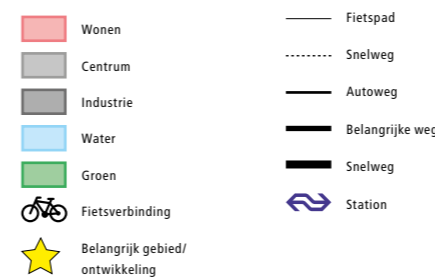 Wonen
Centrum
Industrie
Water
Groen
Fietsverbinding
Belangrijk gebied/
ontwikkeling
Fietspad
Snelweg
Autoweg
Belangrijke weg
Snelweg
Station